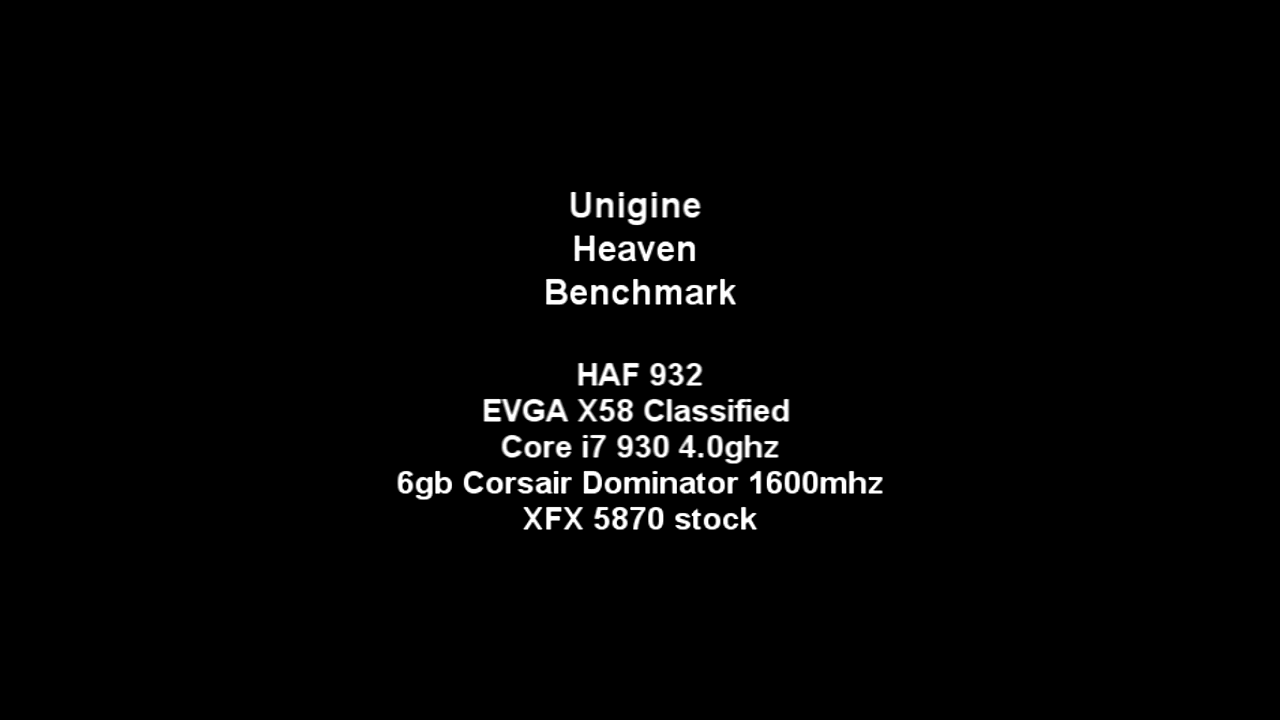 Unigine
Heaven
Benchmark
HAF 932
EVGA X58 Classified
Core i7 930 4.0ghz
6gb Corsair Dominator 1600mhz
XFX 5870 stock